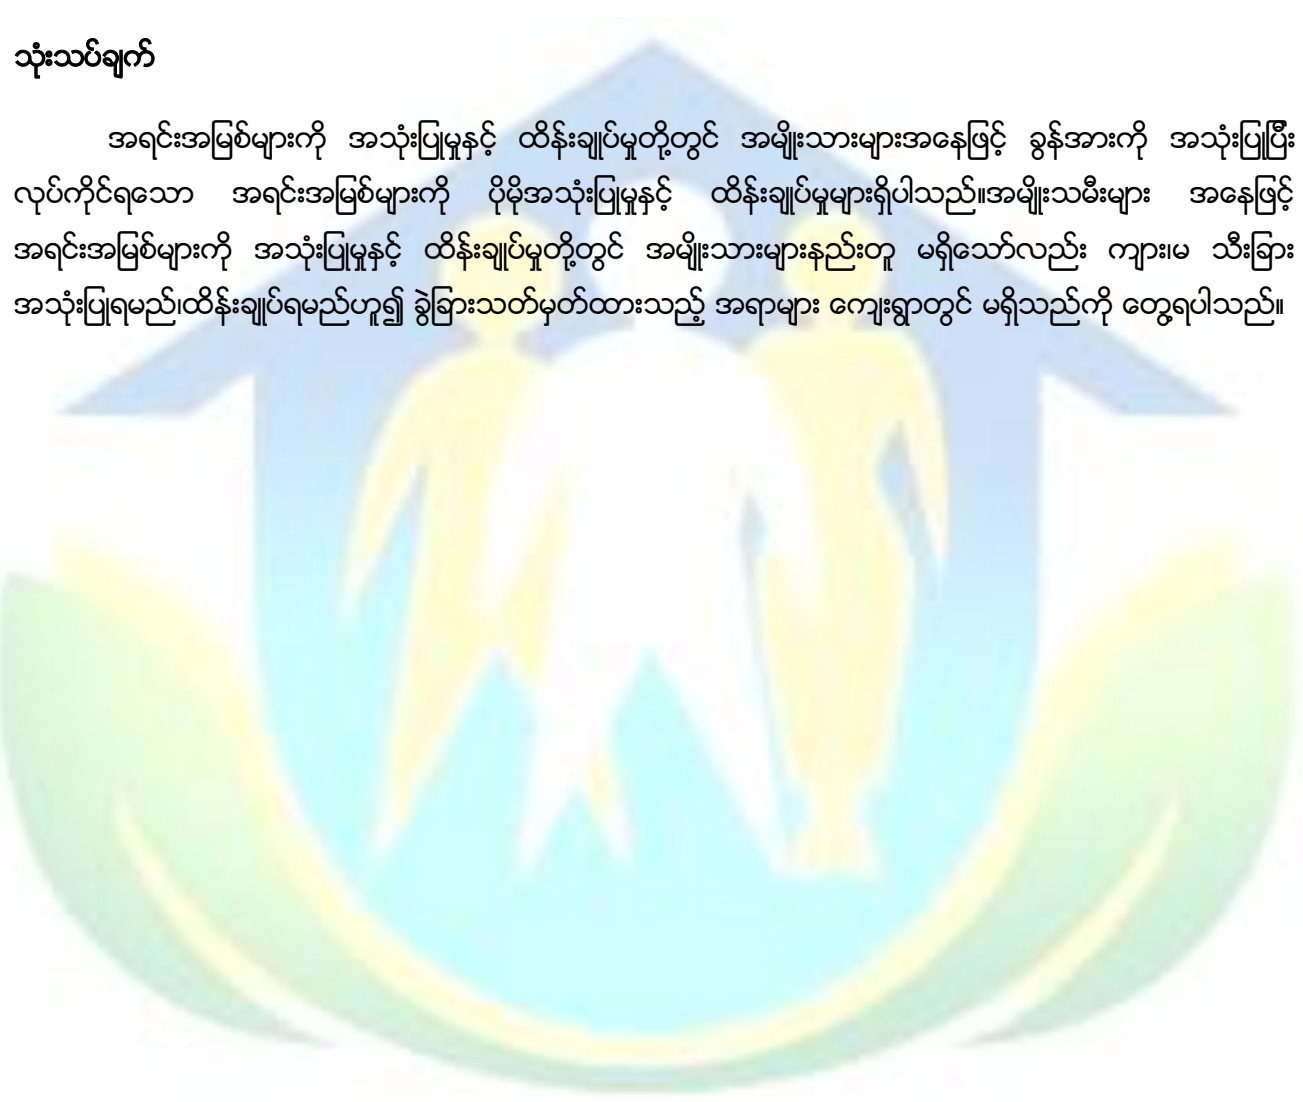 သုံးသပ်ချက်
အရင်းအမြစ်များကို အသုံးပြုမှုနှင့် ထိန်းချုပ်မှုတို့တွင် အမျိုးသားများအနေဖြင့် ခွန်အားကို အသုံးပြုပြီး
လုပ်ကိုင်ရသော အရင်းအမြစ်များကို ပိုမိုအသုံးပြုမှုနှင့် ထိန်းချုပ်မှုများရှိပါသည်။အမျိုးသမီးများ အနေဖြင့်
အရင်းအမြစ်များကို အသုံးပြုမှုနှင့် ထိန်းချုပ်မှုတို့တွင် အမျိုးသားများနည်းတူ မရှိသော်လည်း ကျား၊မ သီးခြား
အသုံးပြုရမည်၊ထိန်းချုပ်ရမည်ဟူ၍ ခွဲခြားသတ်မှတ်ထားသည့် အရာများ ကျေးရွာတွင် မရှိသည်ကို တွေ့ရပါသည်။